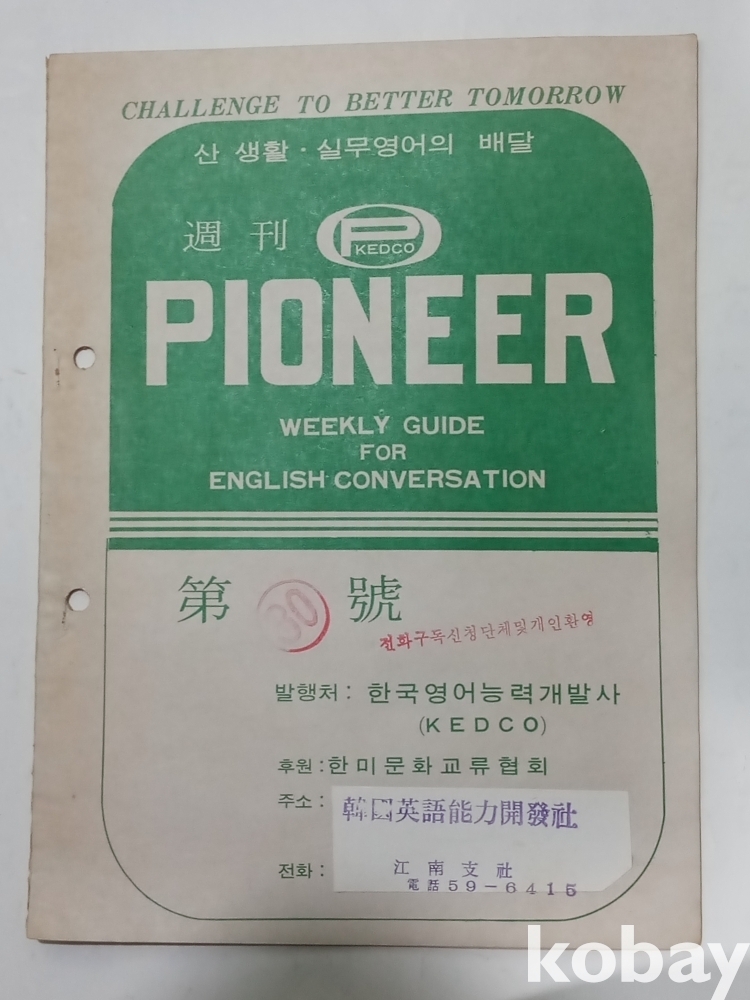 CHALLENGE TO BETTER TOMORROW
산 생활·실무영어의 배달
週刊 P KEDCO
PIONEER
WEEKLY GUIDE
FOR
ENGLISH CONVERSATION
第 30 號
전화구독신청단체및개인환영
발행처 : 한국영어능력개발사
(KEDCO)
후원 : 한미문화교류협회
주소 : 韓國英語能力開發社
전화 : 江南支社
電話 59-6415
kobay